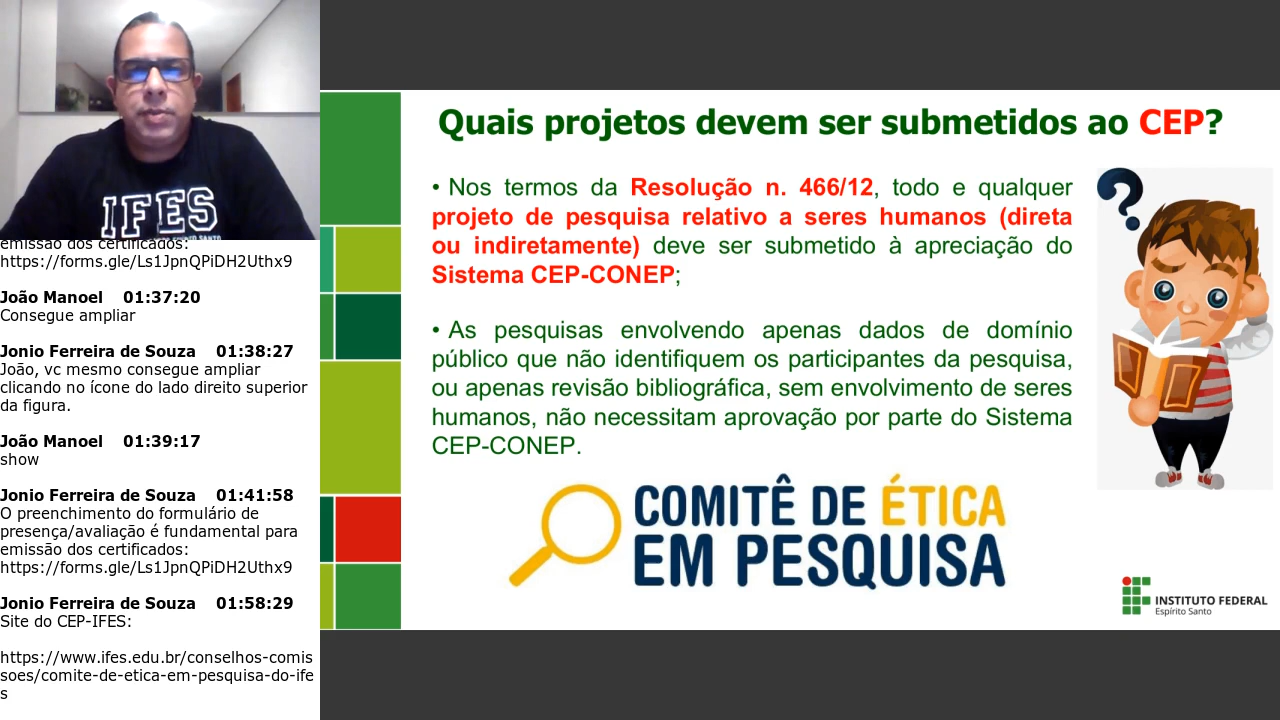 IFES
emissão dos certificados:
https://forms.gle/Ls1JpnQPiDH2Uthx9
João Manoel 01:37:20
Consegue ampliar
Jonio Ferreira de Souza 01:38:27
João, vc mesmo consegue ampliar
clicando no ícone do lado direito superior
da figura.
João Manoel 01:39:17
show
Jonio Ferreira de Souza 01:41:58
O preenchimento do formulário de
presença/avaliação é fundamental para
emissão dos certificados:
https://forms.gle/Ls1JpnQPiDH2Uthx9
Jonio Ferreira de Souza 01:58:29
Site do CEP-IFES:
https://www.ifes.edu.br/conselhos-comis
soes/comite-de-etica-em-pesquisa-do-ife
s
Quais projetos devem ser submetidos ao CEP?
• Nos termos da Resolução n. 466/12, todo e qualquer
projeto de pesquisa relativo a seres humanos (direta
ou indiretamente) deve ser submetido à apreciação do
Sistema CEP-CONEP;
• As pesquisas envolvendo apenas dados de domínio
público que não identifiquem os participantes da pesquisa,
ou apenas revisão bibliográfica, sem envolvimento de seres
humanos, não necessitam aprovação por parte do Sistema
CEP-CONEP.
?
COMITÊ DE ÉTICA
EM PESQUISA
INSTITUTO FEDERAL
Espírito Santo